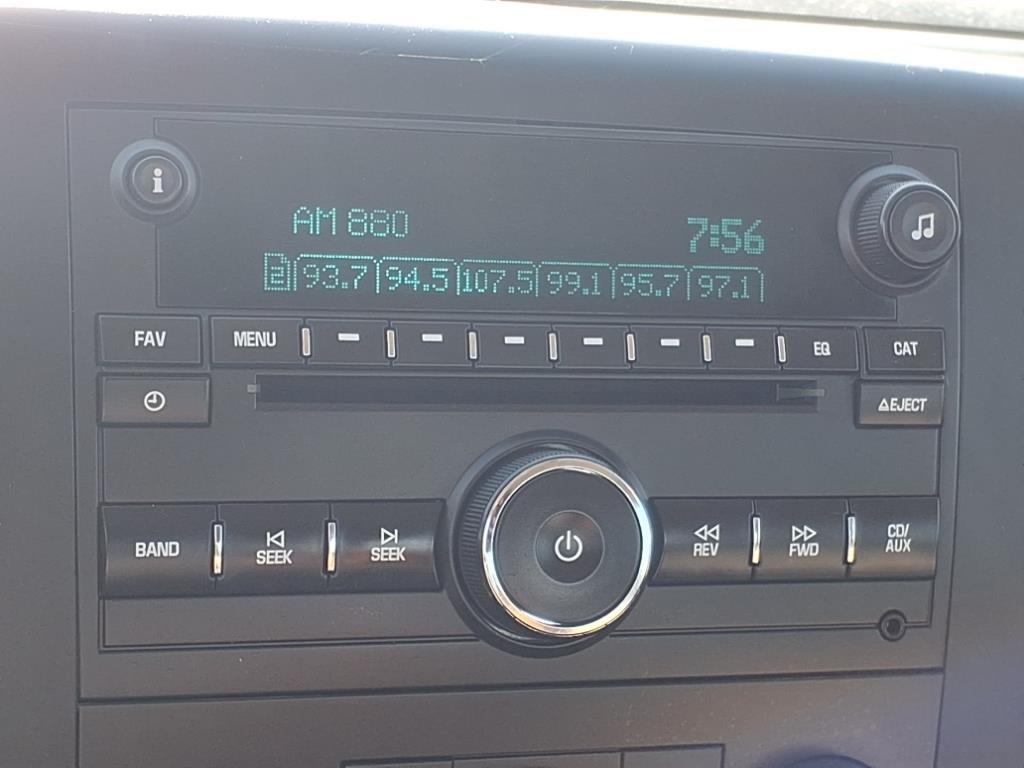 i
AM 880 7:56
2 93.7 94.5 107.5 99.1 95.7 97.1
FAV MENU EQ CAT
EJECT
BAND SEEK SEEK REV FWD CD/
AUX